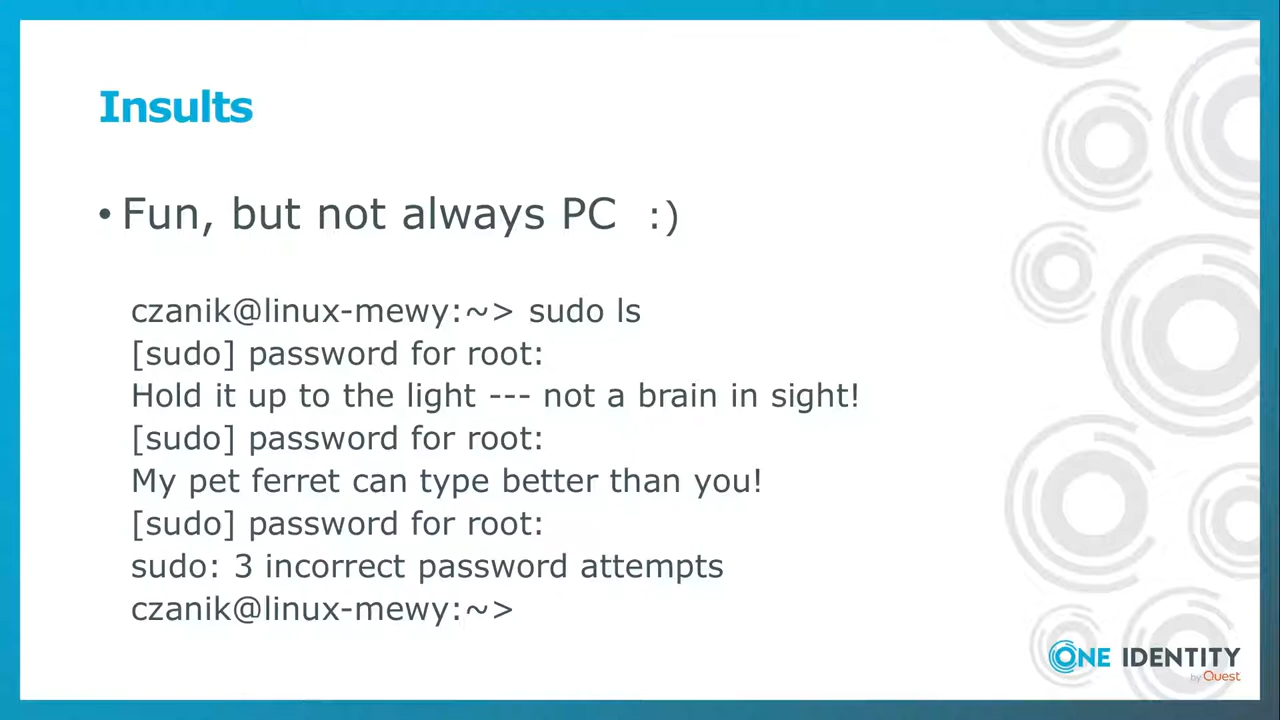 Insults
• Fun, but not always PC :)
czanik@linux-mewy:~> sudo ls
[sudo] password for root:
Hold it up to the light --- not a brain in sight!
[sudo] password for root:
My pet ferret can type better than you!
[sudo] password for root:
sudo: 3 incorrect password attempts
czanik@linux-mewy:~>
ONE IDENTITY
by Quest